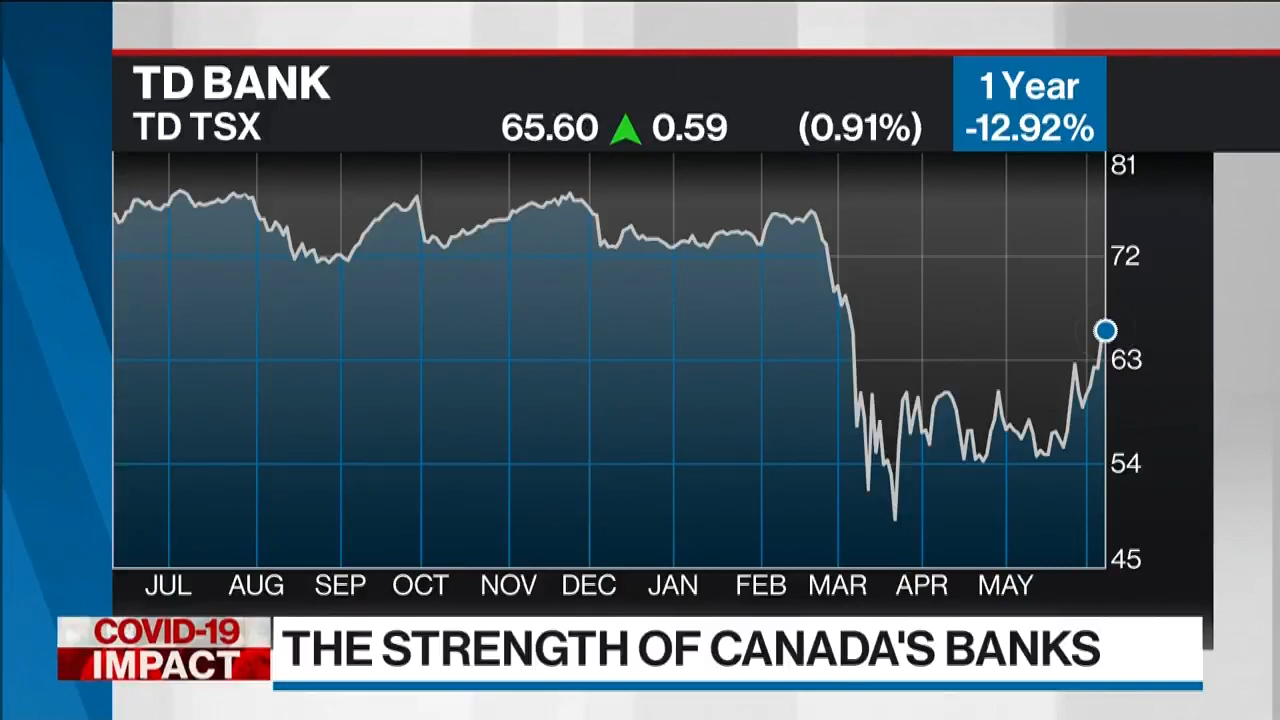 TD BANK
TD TSX
65.60 ▲ 0.59 (0.91%)
1 Year
-12.92%
81
72
63
54
45
JUL AUG SEP OCT NOV DEC JAN FEB MAR APR MAY
COVID-19
IMPACT
THE STRENGTH OF CANADA'S BANKS